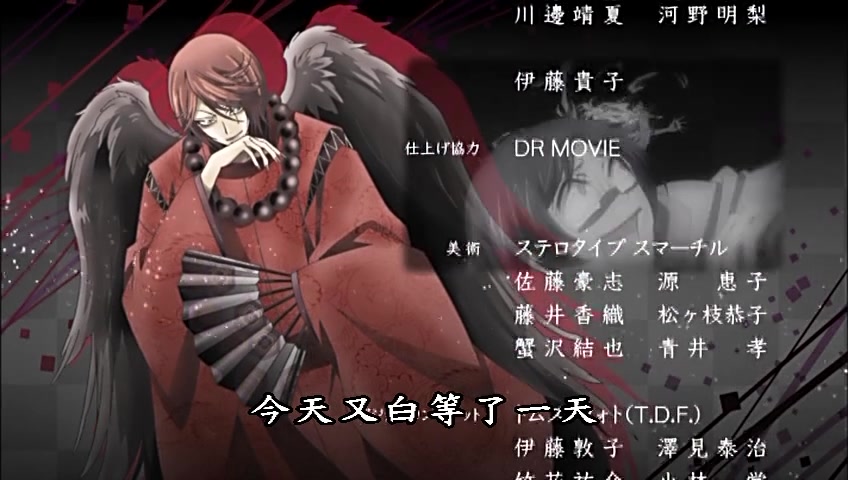 川邊靖夏　河野明梨
伊藤貴子
仕上げ協力　DR MOVIE
美術　ステロタイプ スマーチル
佐藤豪志　源　恵子
藤井香織　松ヶ枝恭子
蟹沢結也　青井　孝
今天又白等了一天
(T.D.F.)
伊藤敦子　澤見泰治